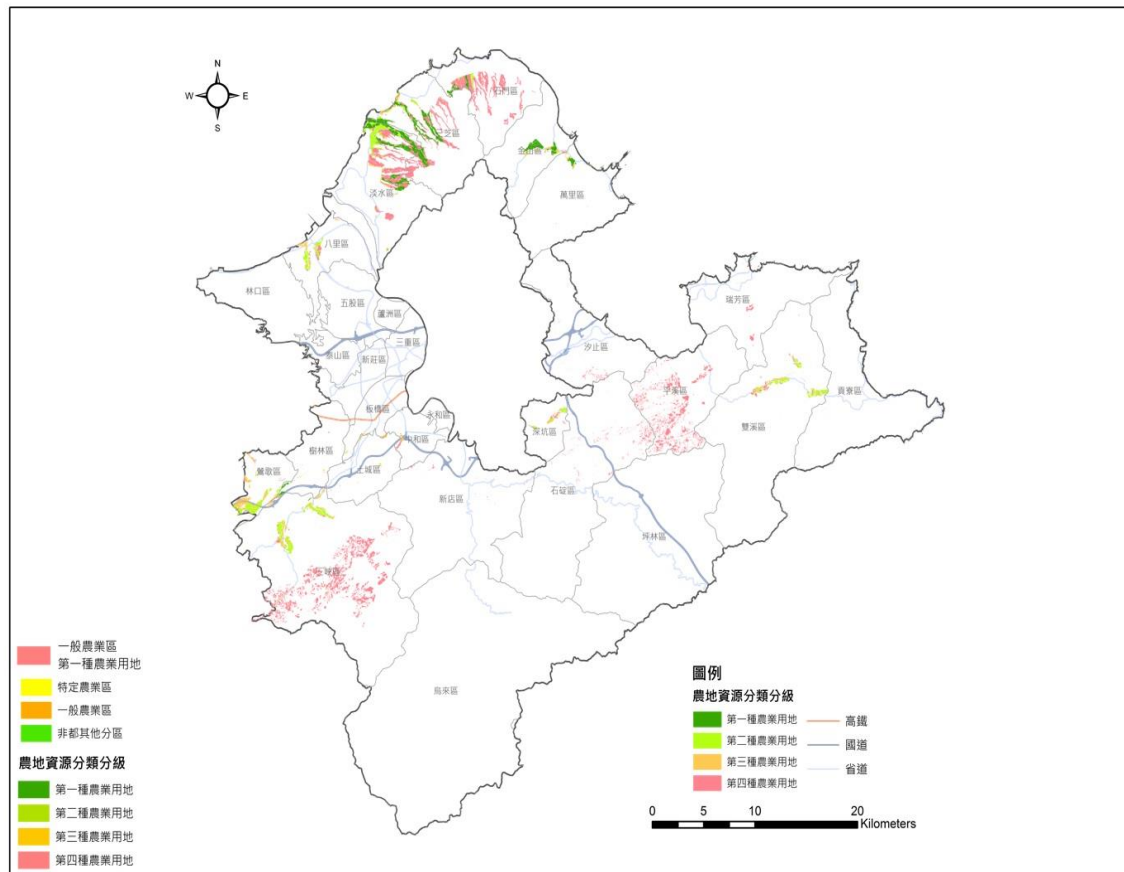 N
W
E
S
石門區
芝區
金山區
萬里區
淡水區
八里區
林口區
五股區
蘆洲區
三重區
泰山區
新莊區
板橋區
永和區
中和區
樹林區
土城區
鶯歌區
三峽區
新店區
深坑區
石碇區
坪林區
汐止區
平溪區
瑞芳區
雙溪區
貢寮區
烏來區
一般農業區
第一種農業用地
特定農業區
一般農業區
非都其他分區
農地資源分類分級
第一種農業用地
第二種農業用地
第三種農業用地
第四種農業用地
圖例
農地資源分類分級
第一種農業用地
第二種農業用地
第三種農業用地
第四種農業用地
高鐵
國道
省道
0 5 10 20
Kilometers